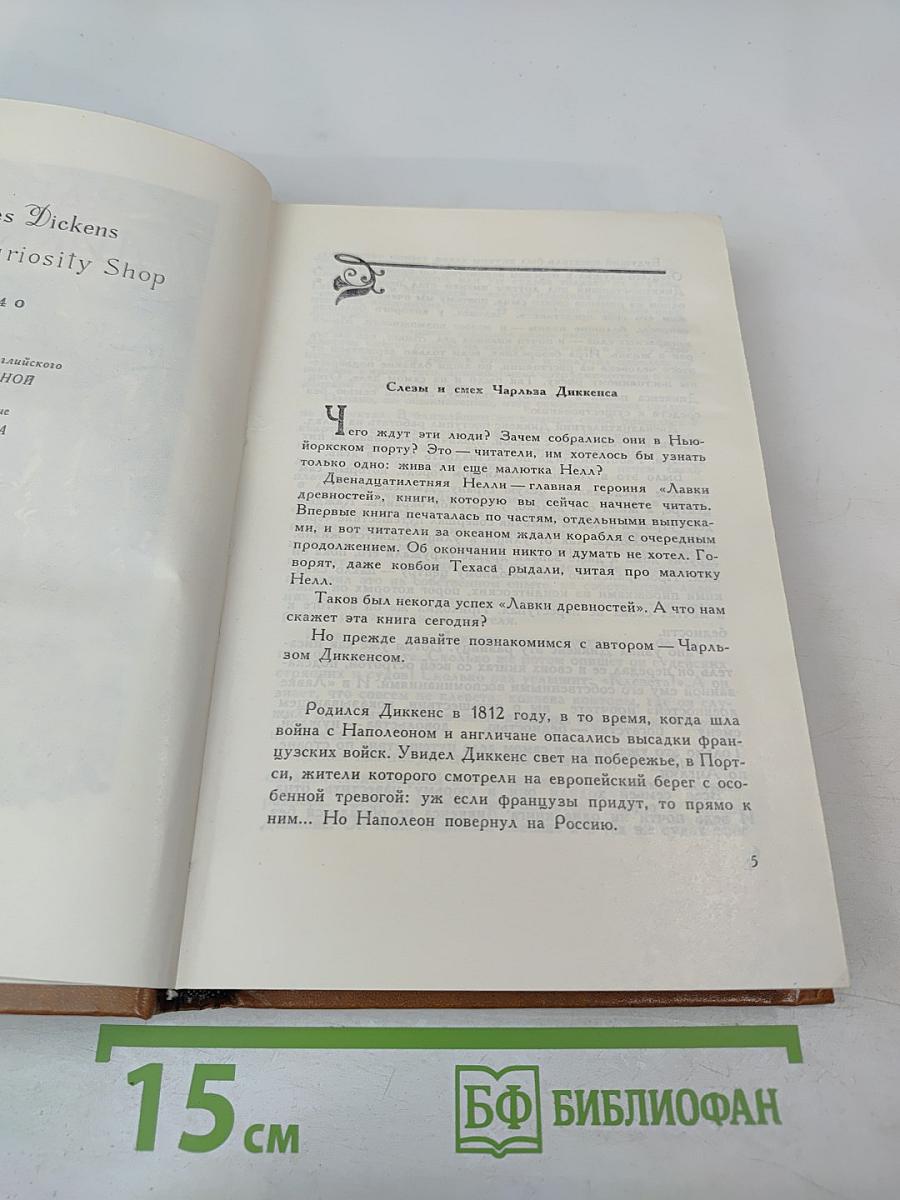 Dickens
Curiosity Shop
40
Слезы и смех Чарльза Диккенса
Чего ждут эти люди? Зачем собрались они в Нью-
йоркском порту? Это — читатели, им хотелось бы узнать
только одно: жива ли еще малютка Нелл?
Двенадцатилетняя Нелли — главная героиня «Лавки
древностей», книги, которую вы сейчас начнете читать.
Впервые книга печаталась по частям, отдельными выпуска-
ми, и вот читатели за океаном ждали корабля с очередным
продолжением. Об окончании никто и думать не хотел. Го-
ворят, даже ковбои Техаса рыдали, читая про малютку
Нелл.
Таков был некогда успех «Лавки древностей». А что нам
скажет эта книга сегодня?
Но прежде давайте познакомимся с автором — Чарль-
зом Диккенсом.
Родился Диккенс в 1812 году, в то время, когда шла
война с Наполеоном и англичане опасались высадки фран-
цузских войск. Увидел Диккенс свет на побережье, в Порт-
си, жители которого смотрели на европейский берег с осо-
бенной тревогой: уж если французы придут, то прямо к
ним... Но Наполеон повернул на Россию.
5
15 см
БФ БИБЛИОФАН